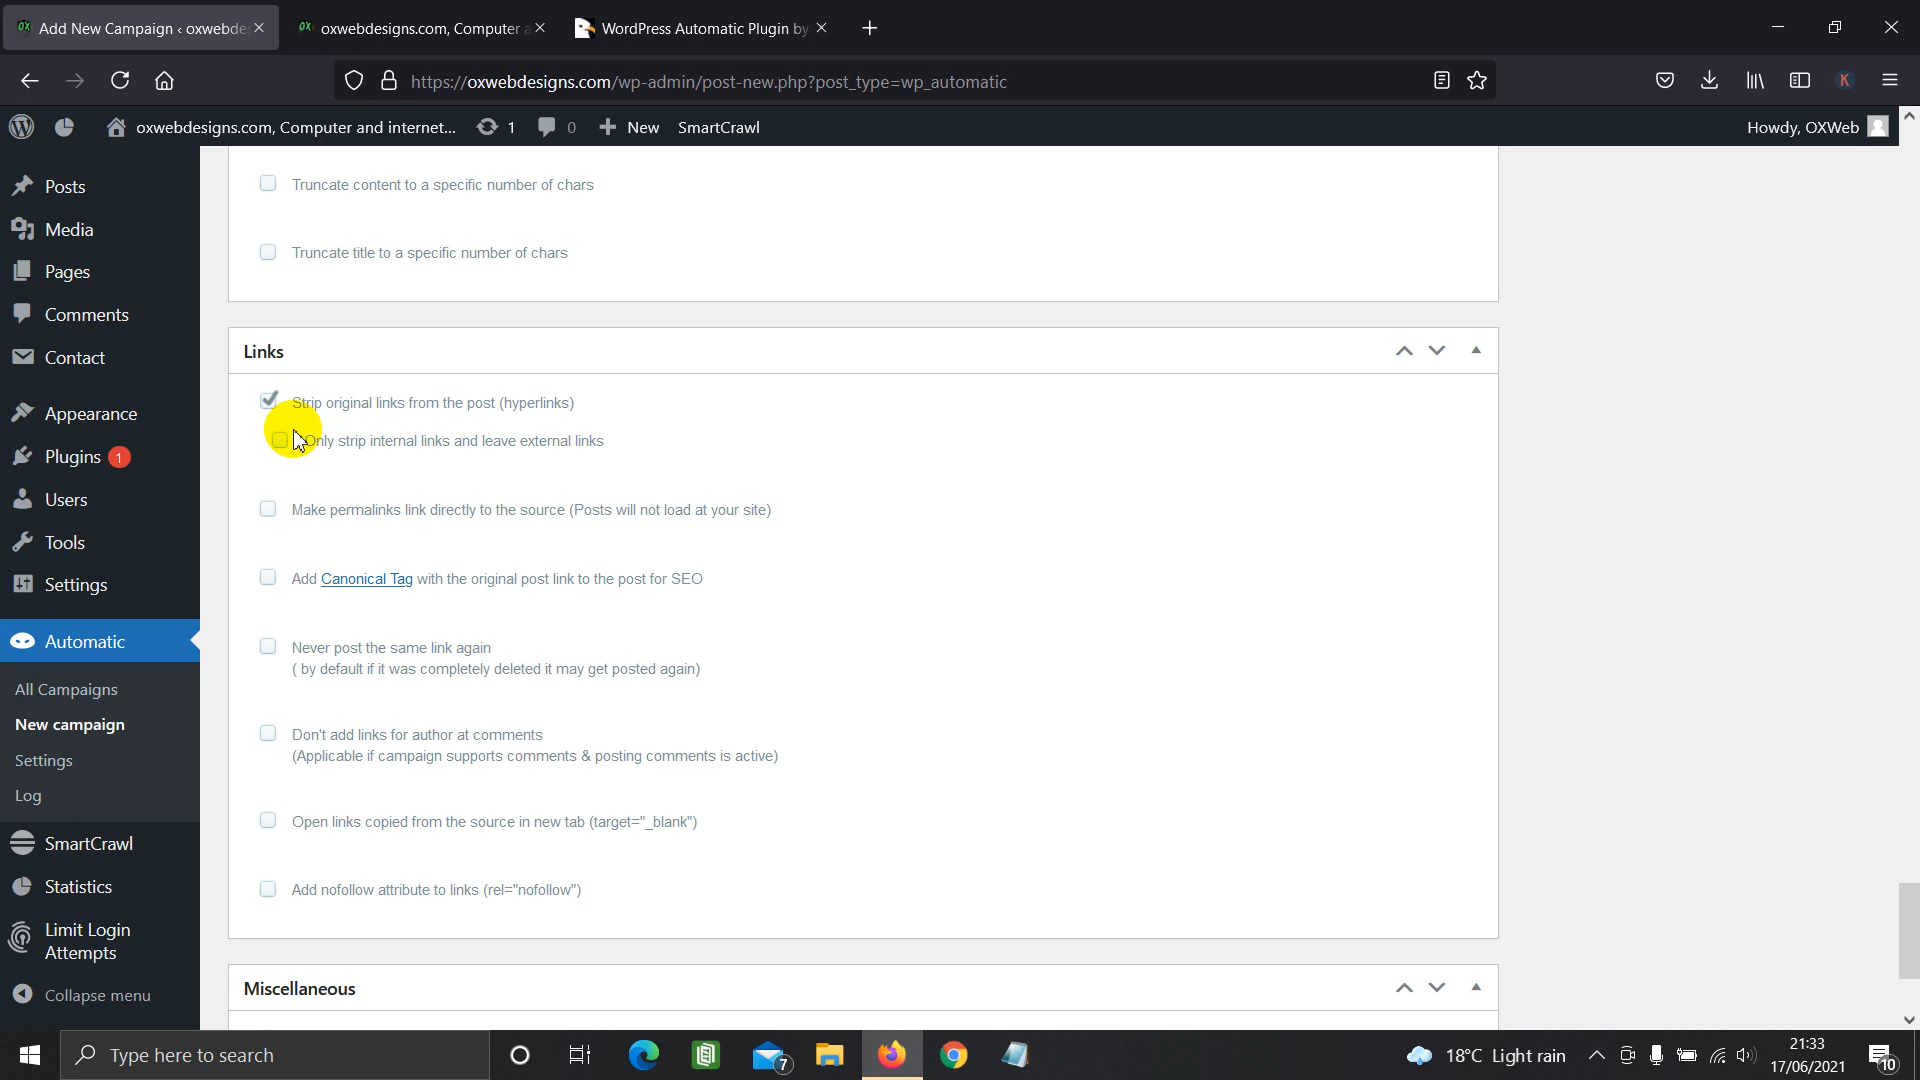 Add New Campaign ‹ oxwebde
oxwebdesigns.com, Computer a
WordPress Automatic Plugin by
https://oxwebdesigns.com/wp-admin/post-new.php?post_type=wp_automatic
K
oxwebdesigns.com, Computer and internet...
1
0
New
SmartCrawl
Howdy, OXWeb
Posts
Media
Pages
Comments
Contact
Appearance
Plugins 1
Users
Tools
Settings
Automatic
All Campaigns
New campaign
Settings
Log
SmartCrawl
Statistics
Limit Login
Attempts
Collapse menu
Truncate content to a specific number of chars
Truncate title to a specific number of chars
Links
Strip original links from the post (hyperlinks)
Only strip internal links and leave external links
Make permalinks link directly to the source (Posts will not load at your site)
Add Canonical Tag with the original post link to the post for SEO
Never post the same link again
( by default if it was completely deleted it may get posted again)
Don't add links for author at comments
(Applicable if campaign supports comments & posting comments is active)
Open links copied from the source in new tab (target="_blank")
Add nofollow attribute to links (rel="nofollow")
Miscellaneous
Type here to search
7
18°C Light rain
21:33
17/06/2021
10